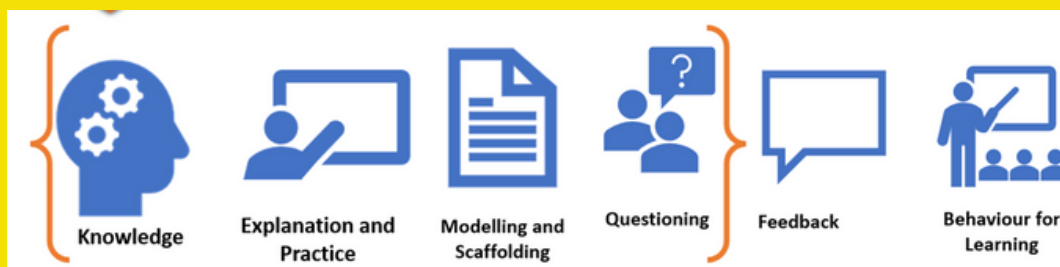 ?
Knowledge
Explanation and
Practice
Modelling and
Scaffolding
Questioning
Feedback
Behaviour for
Learning